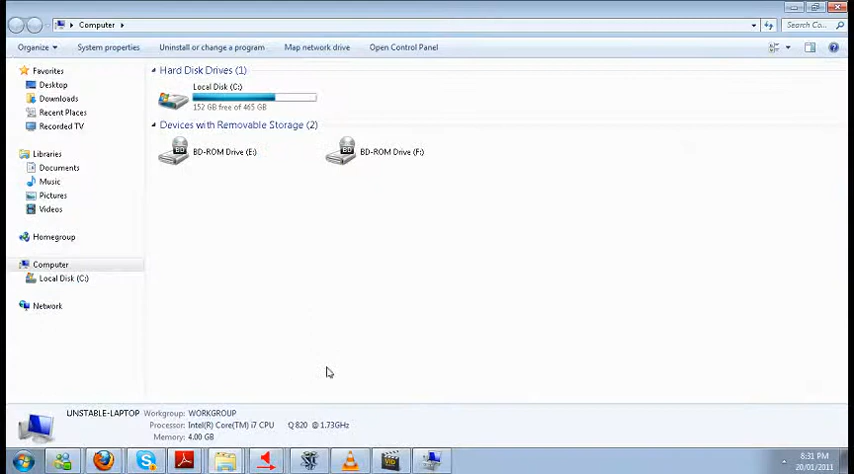 Computer
Search Co...
Organize
System properties
Uninstall or change a program
Map network drive
Open Control Panel
Favorites
Desktop
Downloads
Recent Places
Recorded TV
Libraries
Documents
Music
Pictures
Videos
Homegroup
Computer
Local Disk (C:)
Network
Hard Disk Drives (1)
Local Disk (C:)
152 GB free of 465 GB
Devices with Removable Storage (2)
BD-ROM Drive (E:)
BD-ROM Drive (F:)
UNSTABLE-LAPTOP Workgroup: WORKGROUP
Processor: Intel(R) Core(TM) i7 CPU Q 820 @ 1.73GHz
Memory: 4.00 GB
8:31 PM
20/01/2011